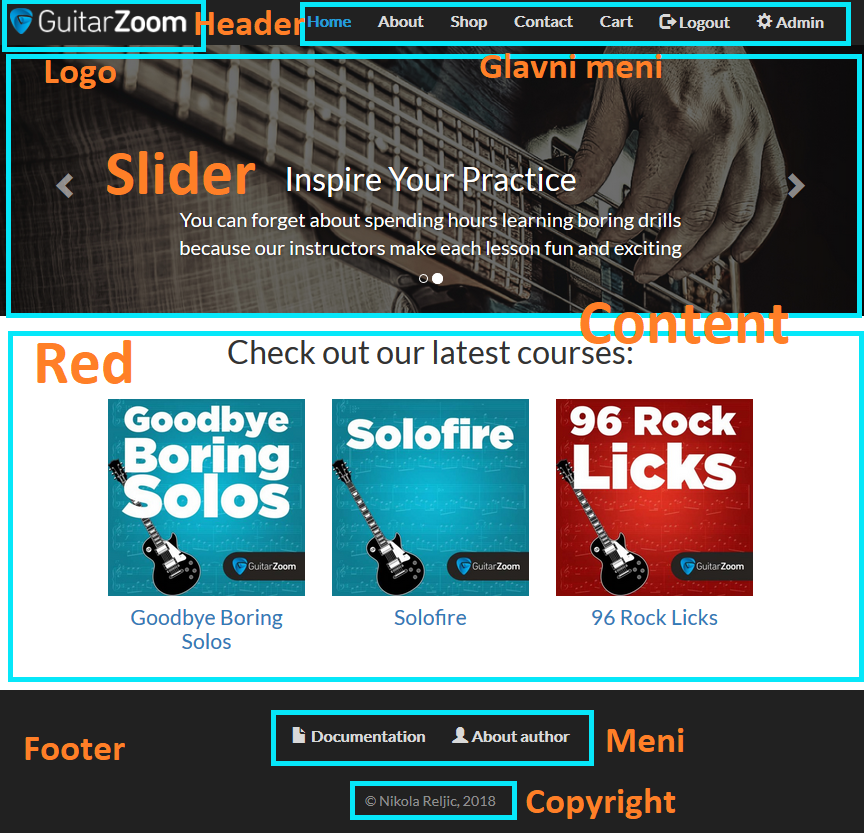 GuitarZoom Header Home About Shop Contact Cart Logout Admin
Logo Glavni meni
Slider
Inspire Your Practice
You can forget about spending hours learning boring drills
because our instructors make each lesson fun and exciting
Content
Red
Check out our latest courses:
Goodbye
Boring
Solos
GuitarZoom
Solofire
GuitarZoom
96 Rock
Licks
GuitarZoom
Goodbye Boring
Solos
Solofire
96 Rock Licks
Footer
Documentation About author
Meni
© Nikola Reljic, 2018
Copyright